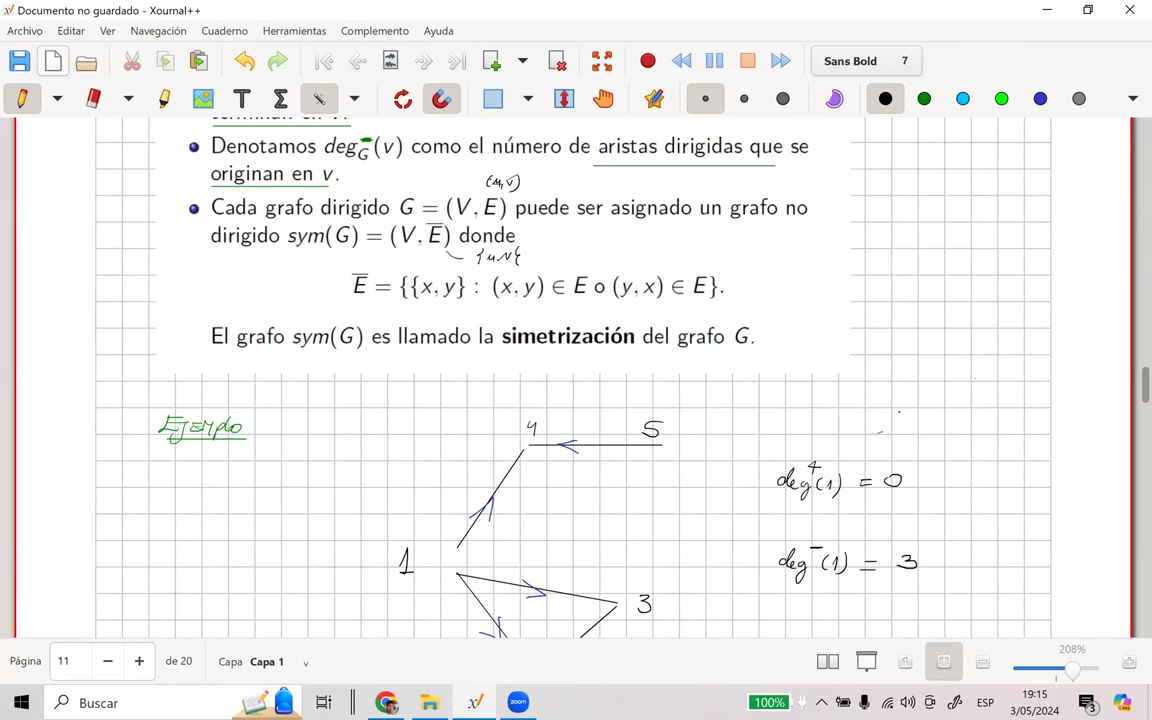 Documento no guardado - Xournal++
Archivo Editar Ver Navegación Cuaderno Herramientas Complemento Ayuda
Sans Bold 7
terminan en v.
Denotamos deg⁻_G(v) como el número de aristas dirigidas que se
originan en v.
(u,v)
Cada grafo dirigido G = (V, E) puede ser asignado un grafo no
dirigido sym(G) = (V, E̅) donde
{u,v}
E̅ = {{x, y} : (x, y) ∈ E o (y, x) ∈ E}.
El grafo sym(G) es llamado la simetrización del grafo G.
Ejemplo
4 5
deg⁺(1) = 0
1
deg⁻(1) = 3
3
Página 11 de 20 Capa Capa 1
208%
Buscar
zoom
100%
ESP
19:15
3/05/2024
3